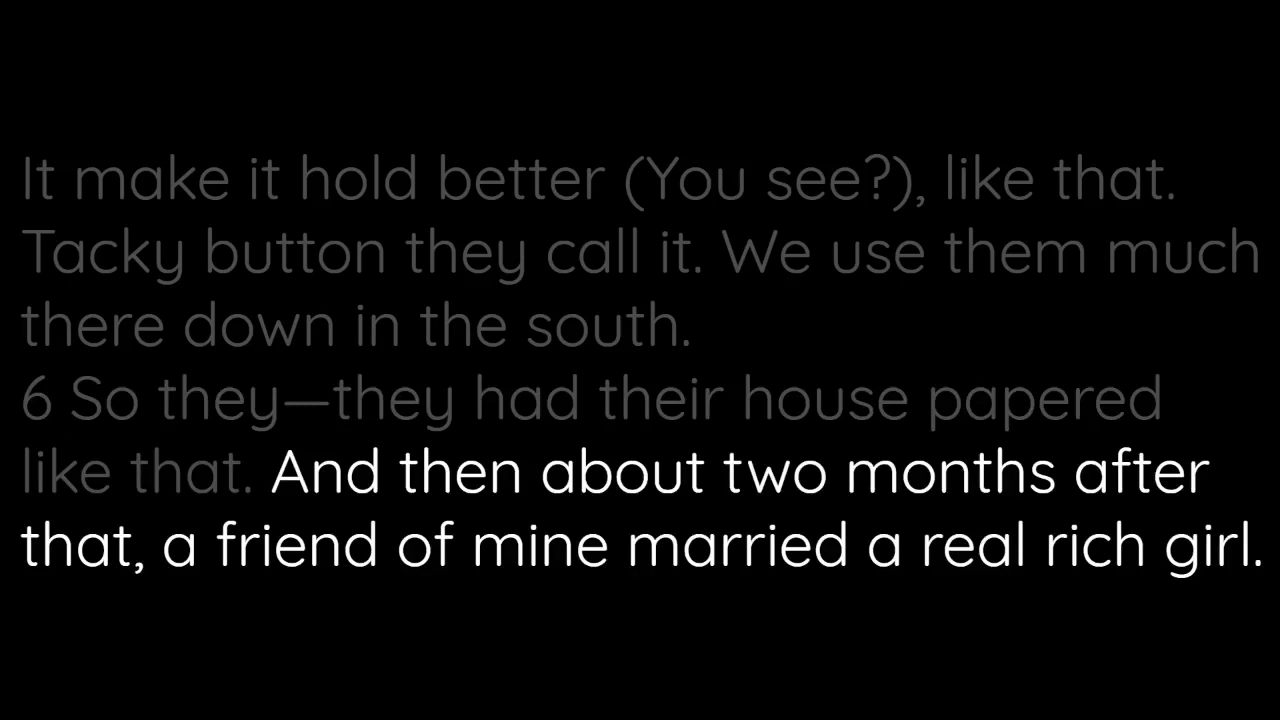 It make it hold better (You see?), like that.
Tacky button they call it. We use them much
there down in the south.
6 So they—they had their house papered
like that. And then about two months after
that, a friend of mine married a real rich girl.